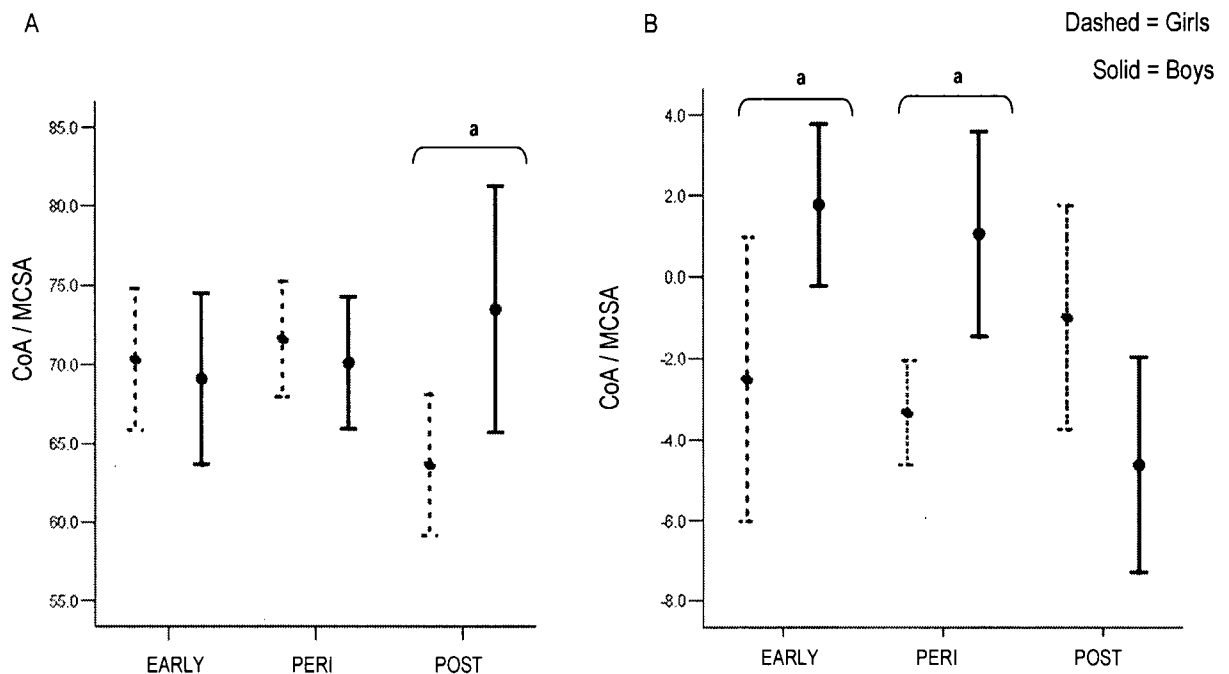 A
B
Dashed = Girls
Solid = Boys
a
85.0
80.0
75.0
70.0
65.0
60.0
55.0
CoA / MCSA
EARLY
PERI
POST
a
a
4.0
2.0
0.0
-2.0
-4.0
-6.0
-8.0
CoA / MCSA
EARLY
PERI
POST